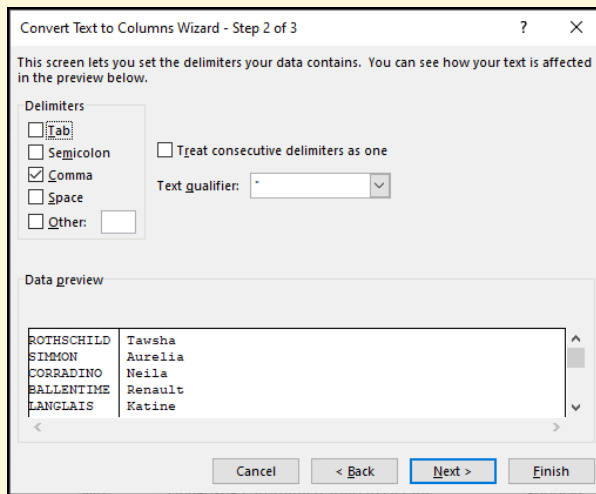 Convert Text to Columns Wizard - Step 2 of 3 ? ×
This screen lets you set the delimiters your data contains. You can see how your text is affected
in the preview below.
Delimiters
Tab
Semicolon
Comma
Space
Other:
Treat consecutive delimiters as one
Text qualifier: "
Data preview
ROTHSCHILD Tawsha
SIMMON Aurelia
CORRADINO Neila
BALLENTIME Renault
LANGLAIS Katine
Cancel < Back Next > Finish